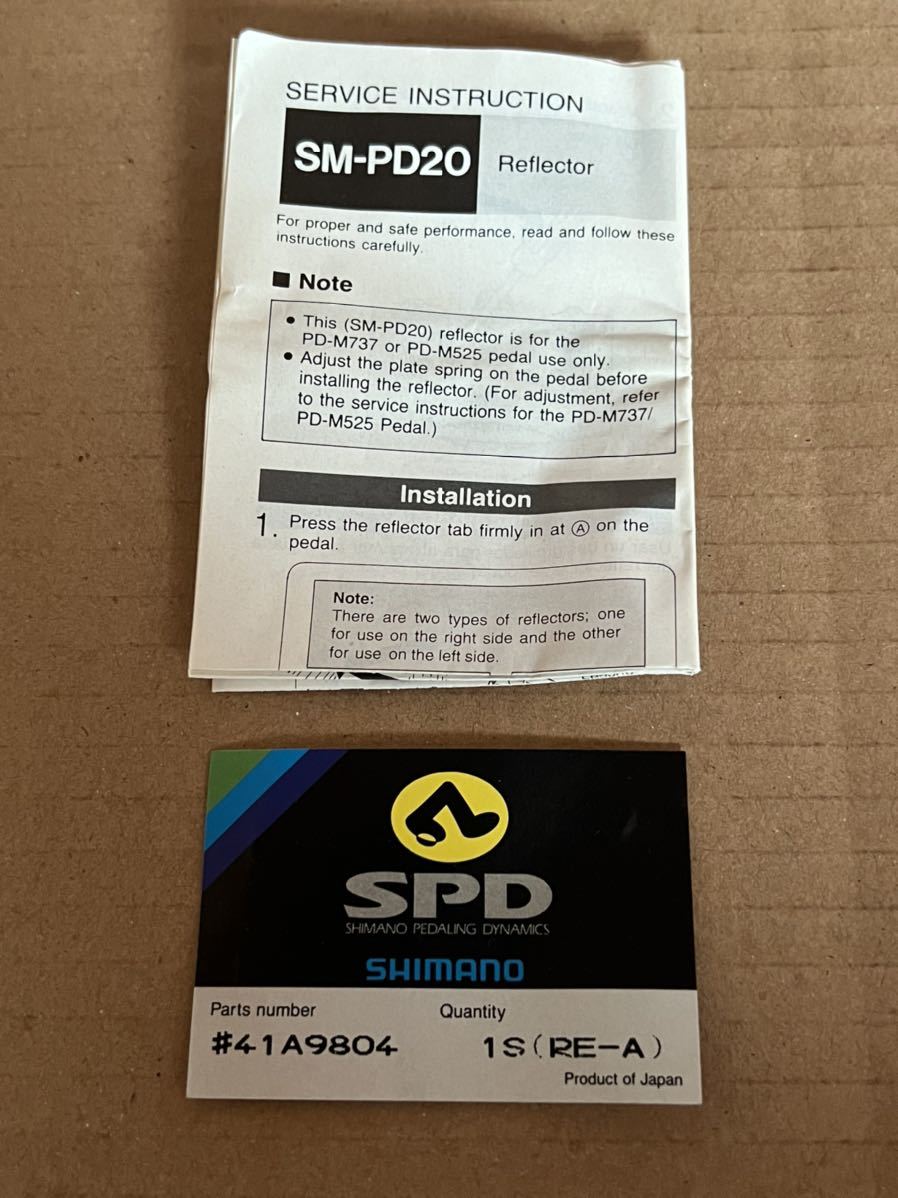 SERVICE INSTRUCTION
SM-PD20 Reflector
For proper and safe performance, read and follow these
instructions carefully.
■ Note
● This (SM-PD20) reflector is for the
PD-M737 or PD-M525 pedal use only.
● Adjust the plate spring on the pedal before
installing the reflector. (For adjustment, refer
to the service instructions for the PD-M737/
PD-M525 Pedal.)
Installation
1. Press the reflector tab firmly in at Ⓐ on the
pedal.
Note:
There are two types of reflectors; one
for use on the right side and the other
for use on the left side.
SPD
SHIMANO PEDALING DYNAMICS
SHIMANO
Parts number Quantity
#41A9804 1S(RE-A)
Product of Japan